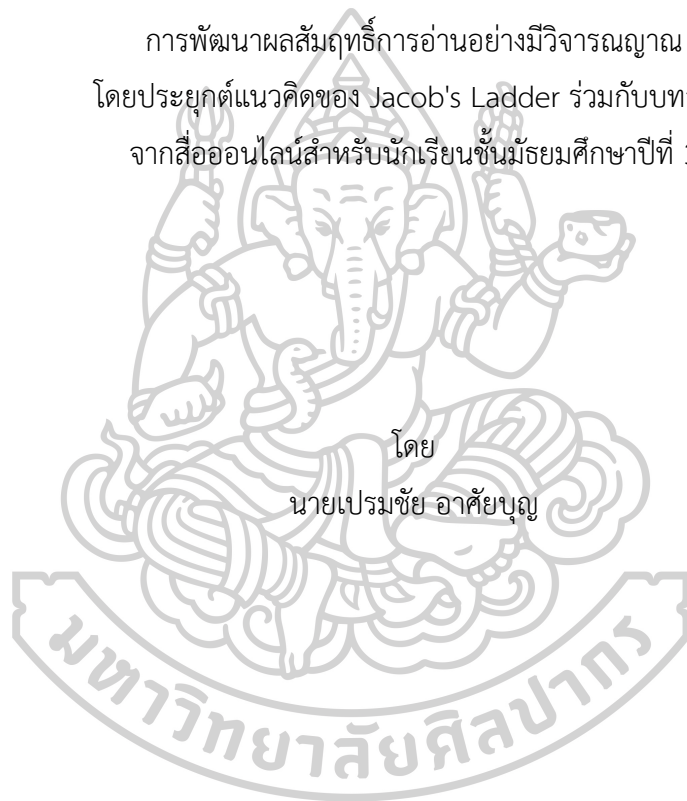 การพัฒนาผลสัมฤทธิ์การอ่านอย่างมีวิจารณญาณ
โดยประยุกต์แนวคิดของ Jacob's Ladder ร่วมกับบท
จากสื่อออนไลน์สำหรับนักเรียนชั้นมัธยมศึกษาปีที่
โดย
นายเปรมชัย อาศัยบุญ
มหาวิทยาลัยศิลปากร